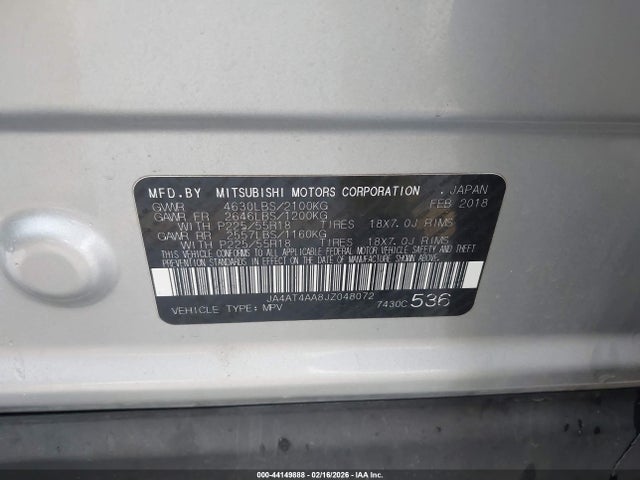 MFD.BY MITSUBISHI MOTORS CORPORATION . JAPAN
GVWR 4630LBS/2100KG FEB 2018
GAWR FR 2646LBS/1200KG
WITH P225/55R18 TIRES 18X7.0J RIMS
GAWR RR 2557LBS/1160KG
WITH P225/55R18 TIRES 18X7.0J RIMS
THIS VEHICLE CONFORMS TO ALL APPLICABLE FEDERAL MOTOR VEHICLE SAFETY AND THEFT
PREVENTION STANDARDS IN EFFECT ON THE DATE OF MANUFACTURE SHOWN ABOVE.
JA4AT4AA8JZ048072
VEHICLE TYPE: MPV 7430C 536
000-44149888 - 02/16/2026 - IAA Inc.